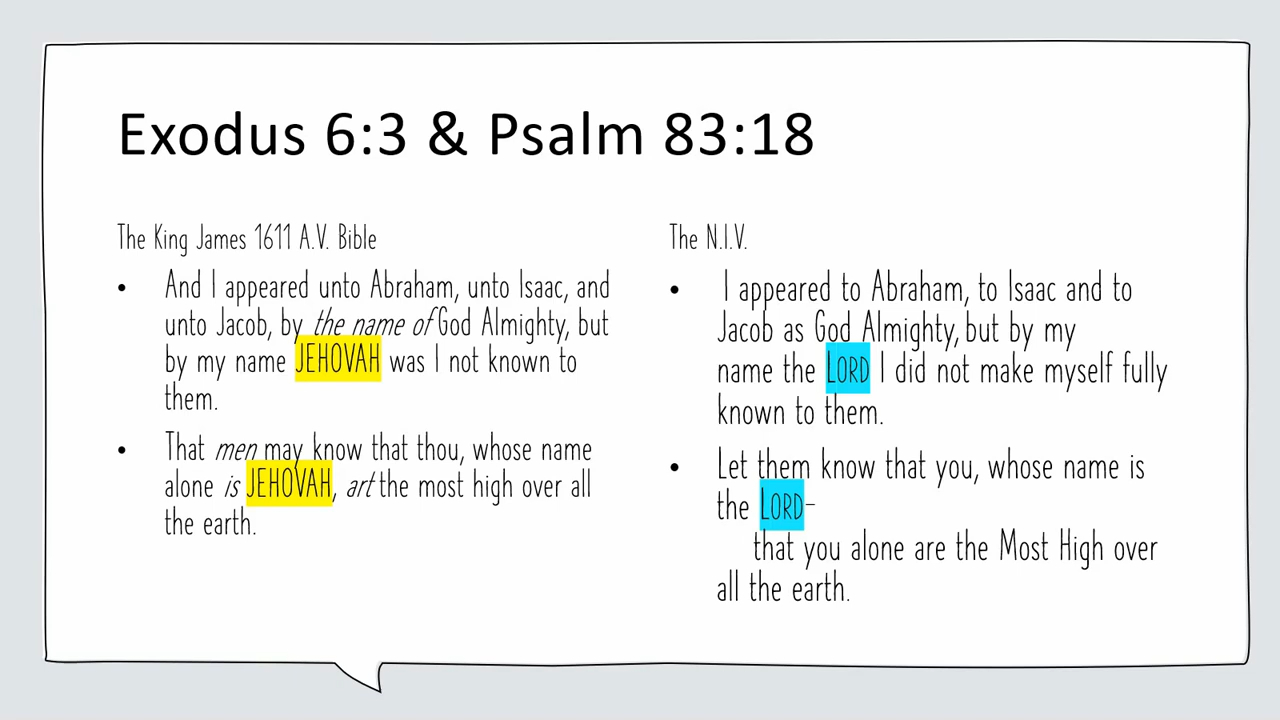 Exodus 6:3 & Psalm 83:18
The King James 1611 A.V. Bible
• And I appeared unto Abraham, unto Isaac, and
unto Jacob, by the name of God Almighty, but
by my name JEHOVAH was I not known to
them.
• That men may know that thou, whose name
alone is JEHOVAH, art the most high over all
the earth.
The N.I.V.
• I appeared to Abraham, to Isaac and to
Jacob as God Almighty, but by my
name the LORD I did not make myself fully
known to them.
• Let them know that you, whose name is
the LORD–
that you alone are the Most High over
all the earth.